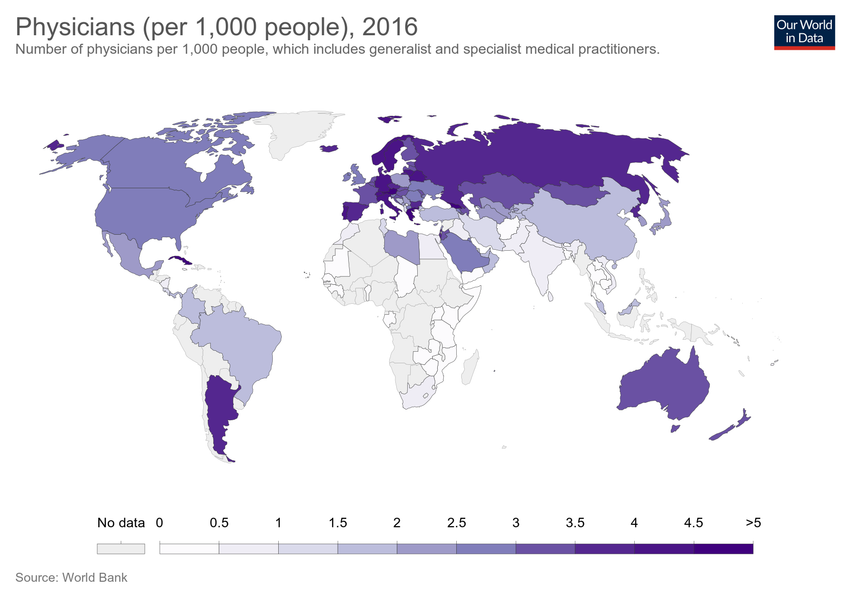 Physicians (per 1,000 people), 2016
Number of physicians per 1,000 people, which includes generalist and specialist medical practitioners.
Our World
in Data
No data 0 0.5 1 1.5 2 2.5 3 3.5 4 4.5 >5
Source: World Bank